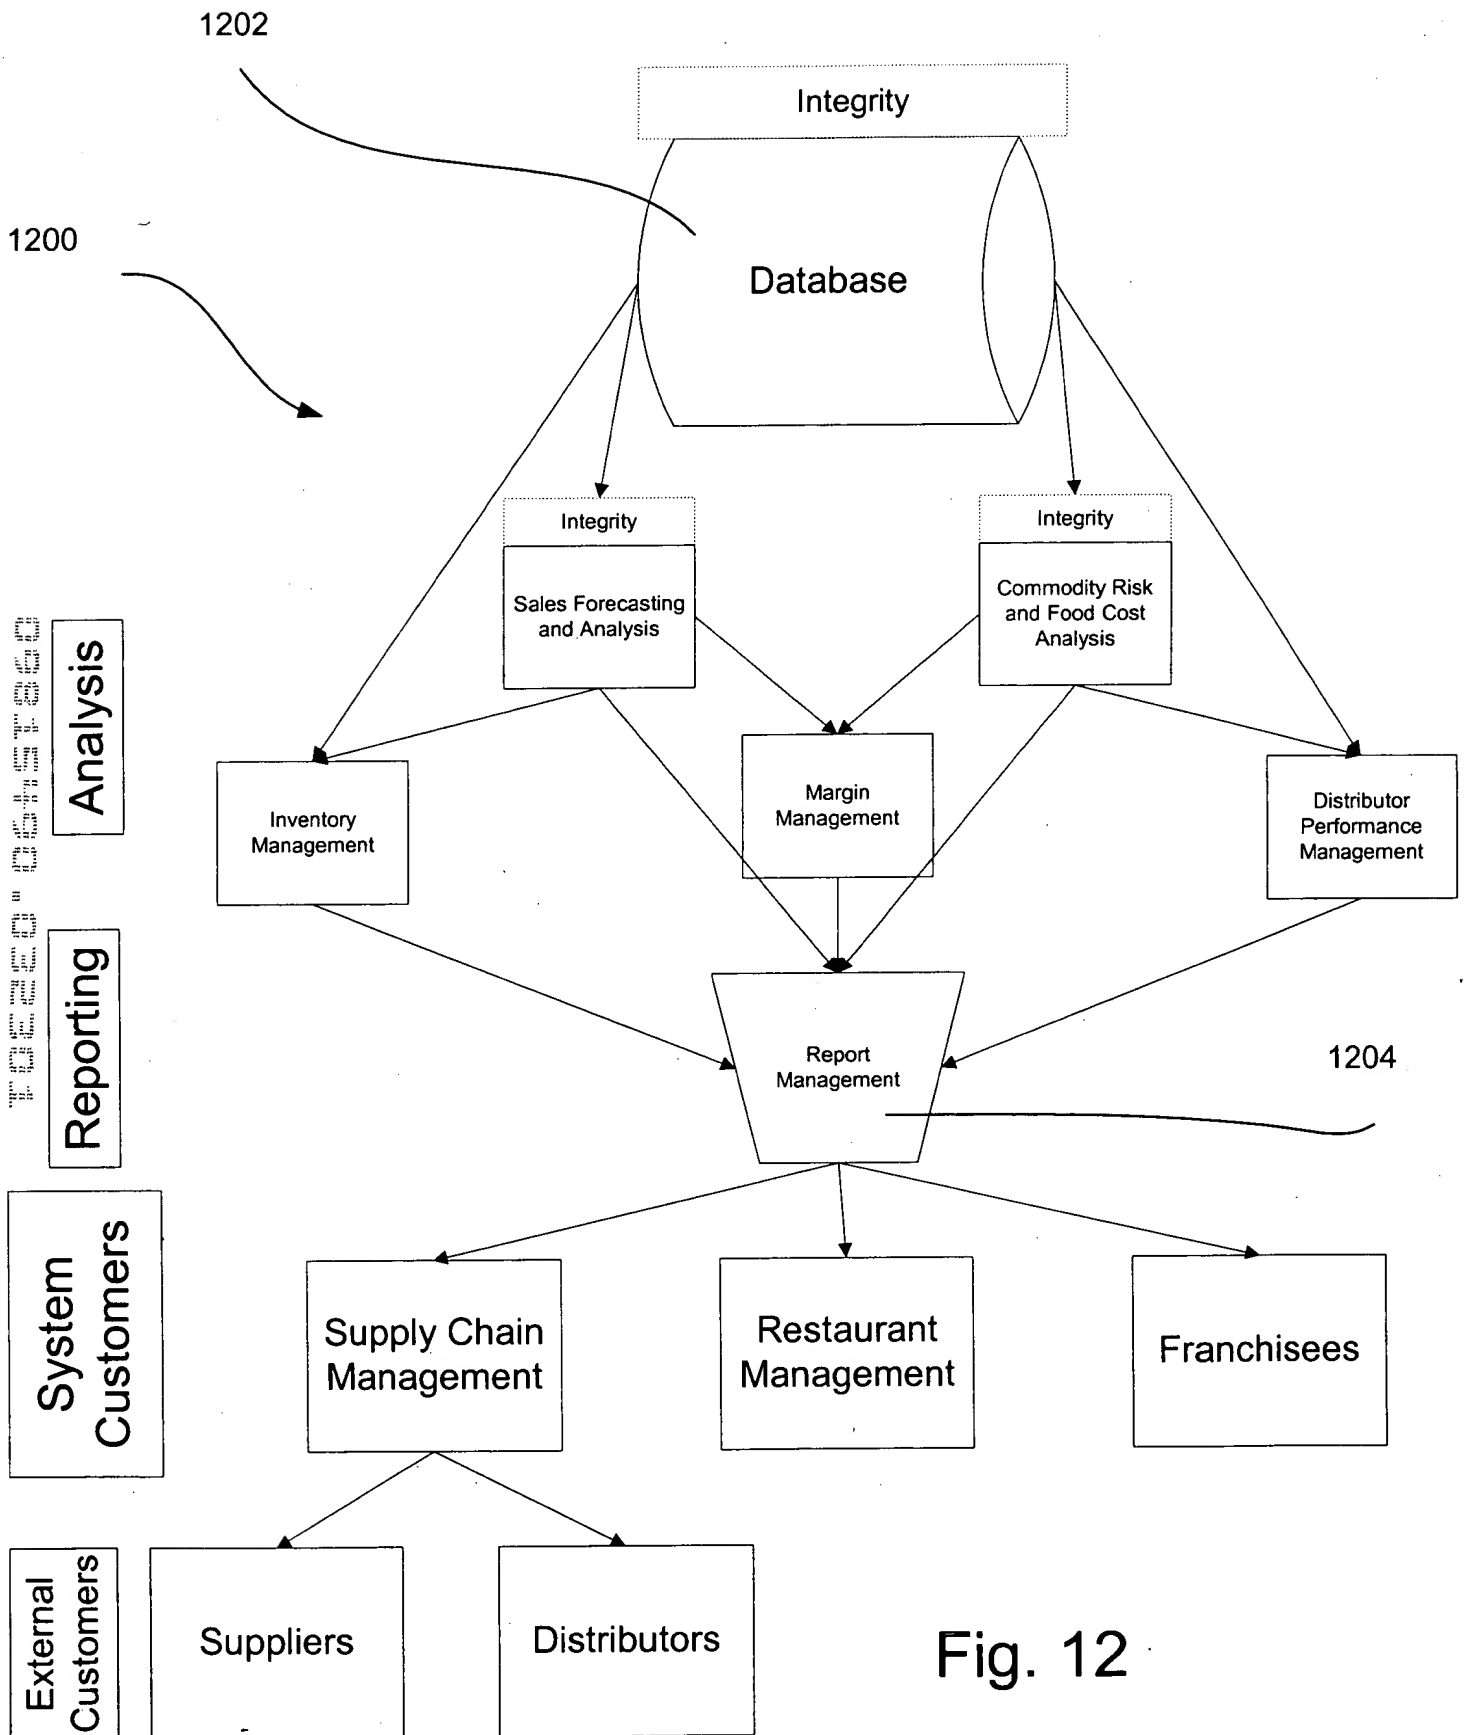 1202
Integrity
1200
Database
Integrity
Integrity
Sales Forecasting
and Analysis
Commodity Risk
and Food Cost
Analysis
Analysis
Inventory
Management
Margin
Management
Distributor
Performance
Management
Reporting
Report
Management
1204
System
Customers
Supply Chain
Management
Restaurant
Management
Franchisees
External
Customers
Suppliers
Distributors
Fig. 12